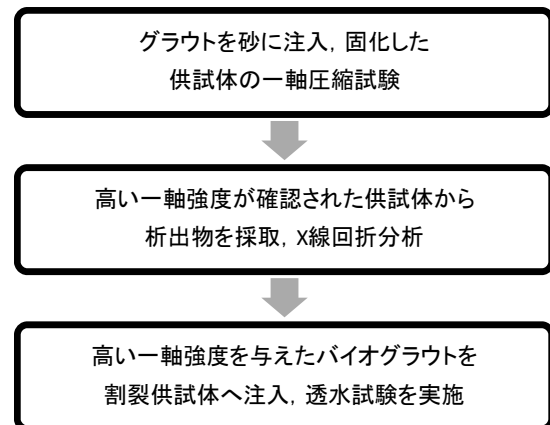 グラウトを砂に注入, 固化した
供試体の一軸圧縮試験
高い一軸強度が確認された供試体から
析出物を採取, X線回折分析
高い一軸強度を与えたバイオグラウトを
割裂供試体へ注入, 透水試験を実施